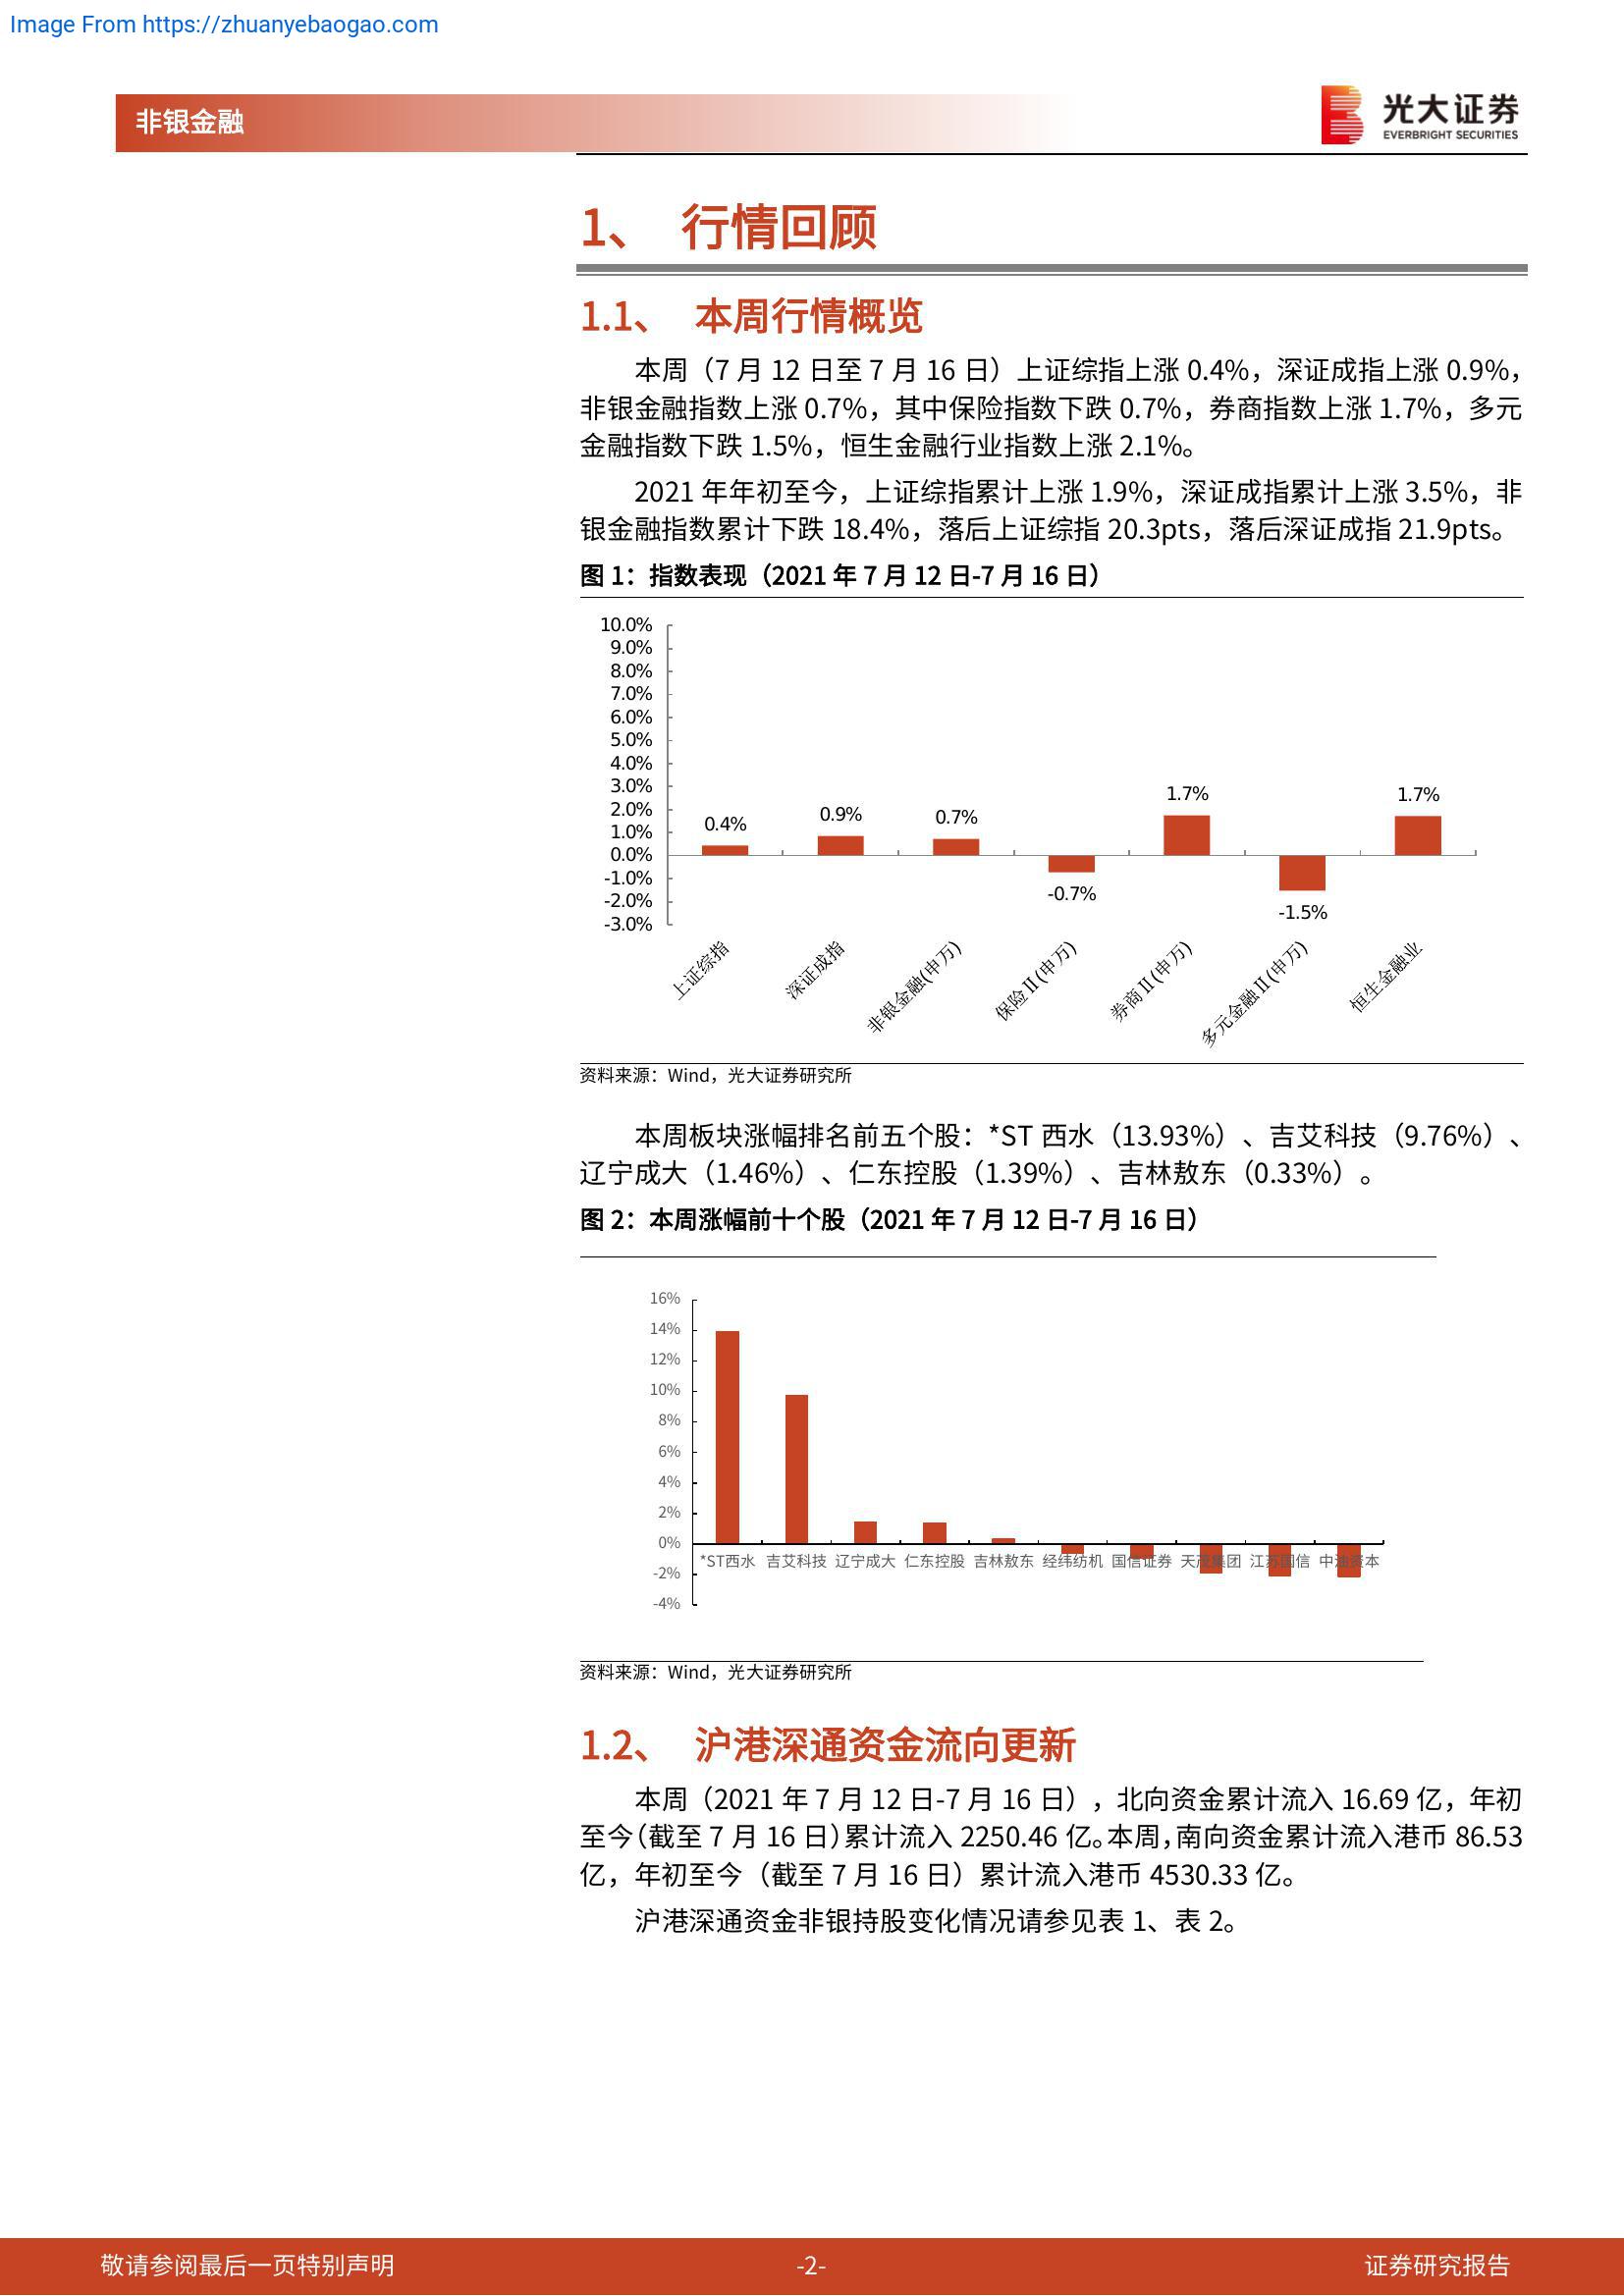 Image From https://zhuanyebaogao.com
非银金融
光大证券
EVERBRIGHT SECURITIES
1、 行情回顾
1.1、 本周行情概览
本周（7 月 12 日至 7 月 16 日）上证综指上涨 0.4%，深证成指上涨 0.9%，
非银金融指数上涨 0.7%，其中保险指数下跌 0.7%，券商指数上涨 1.7%，多元
金融指数下跌 1.5%，恒生金融行业指数上涨 2.1%。
2021 年年初至今，上证综指累计上涨 1.9%，深证成指累计上涨 3.5%，非
银金融指数累计下跌 18.4%，落后上证综指 20.3pts，落后深证成指 21.9pts。
图 1：指数表现（2021 年 7 月 12 日-7 月 16 日）
10.0%
9.0%
8.0%
7.0%
6.0%
5.0%
4.0%
3.0%
2.0%
1.0%
0.0%
-1.0%
-2.0%
-3.0%
0.4%
0.9%
0.7%
-0.7%
1.7%
-1.5%
1.7%
上证综指
深证成指
非银金融(申万)
保险Ⅱ(申万)
券商Ⅱ(申万)
多元金融Ⅱ(申万)
恒生金融业
资料来源：Wind，光大证券研究所
本周板块涨幅排名前五个股：*ST 西水（13.93%）、吉艾科技（9.76%）、
辽宁成大（1.46%）、仁东控股（1.39%）、吉林敖东（0.33%）。
图 2：本周涨幅前十个股（2021 年 7 月 12 日-7 月 16 日）
16%
14%
12%
10%
8%
6%
4%
2%
0%
-2%
-4%
*ST西水 吉艾科技 辽宁成大 仁东控股 吉林敖东 经纬纺机 国信证券 天茂集团 江苏国信 中油资本
资料来源：Wind，光大证券研究所
1.2、 沪港深通资金流向更新
本周（2021 年 7 月 12 日-7 月 16 日），北向资金累计流入 16.69 亿，年初
至今（截至 7 月 16 日）累计流入 2250.46 亿。本周，南向资金累计流入港币 86.53
亿，年初至今（截至 7 月 16 日）累计流入港币 4530.33 亿。
沪港深通资金非银持股变化情况请参见表 1、表 2。
敬请参阅最后一页特别声明
-2-
证券研究报告